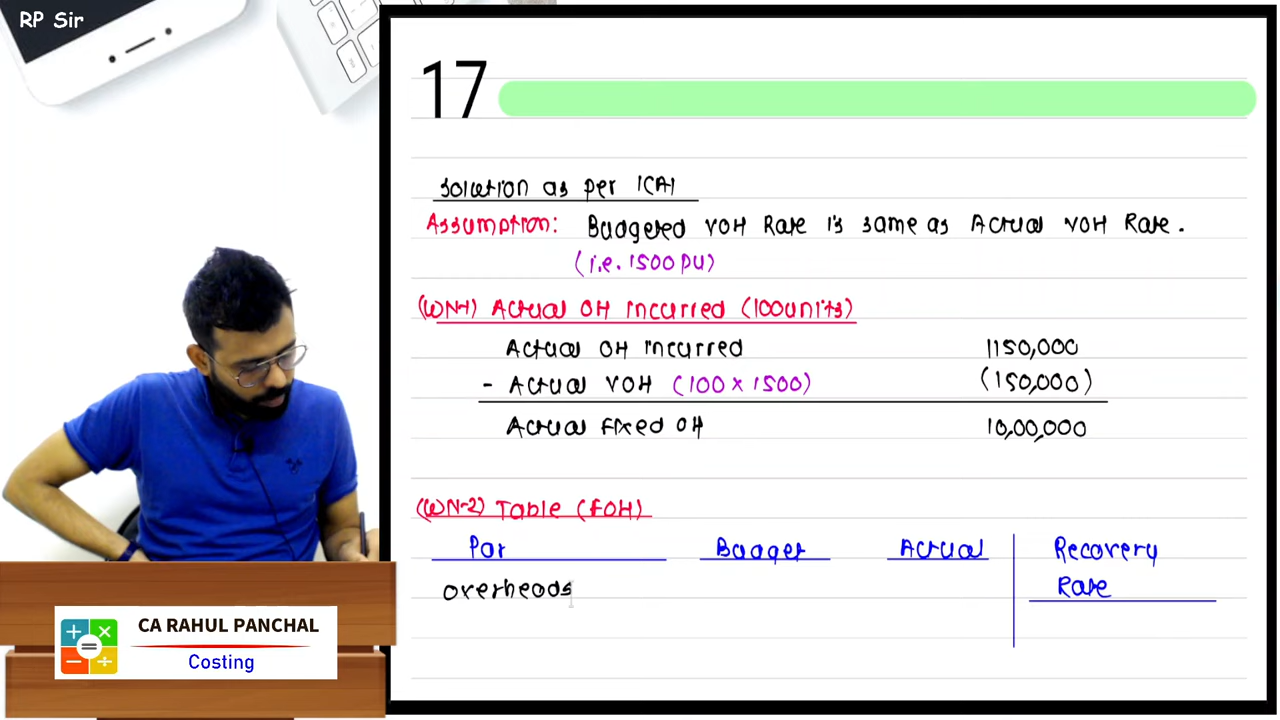 RP Sir
17
Solution as per ICAI
Assumption: Budgeted VOH Rate is same as Actual VOH Rate.
(i.e. 1500 PU)
(WN-1) Actual OH Incurred (100units)
Actual OH Incurred 1150,000
- Actual VOH (100 x 1500) (150,000)
Actual Fixed OH 10,00,000
(WN-2) Table (FOH)
Par Budget Actual Recovery
overheads Rate
CA RAHUL PANCHAL
Costing